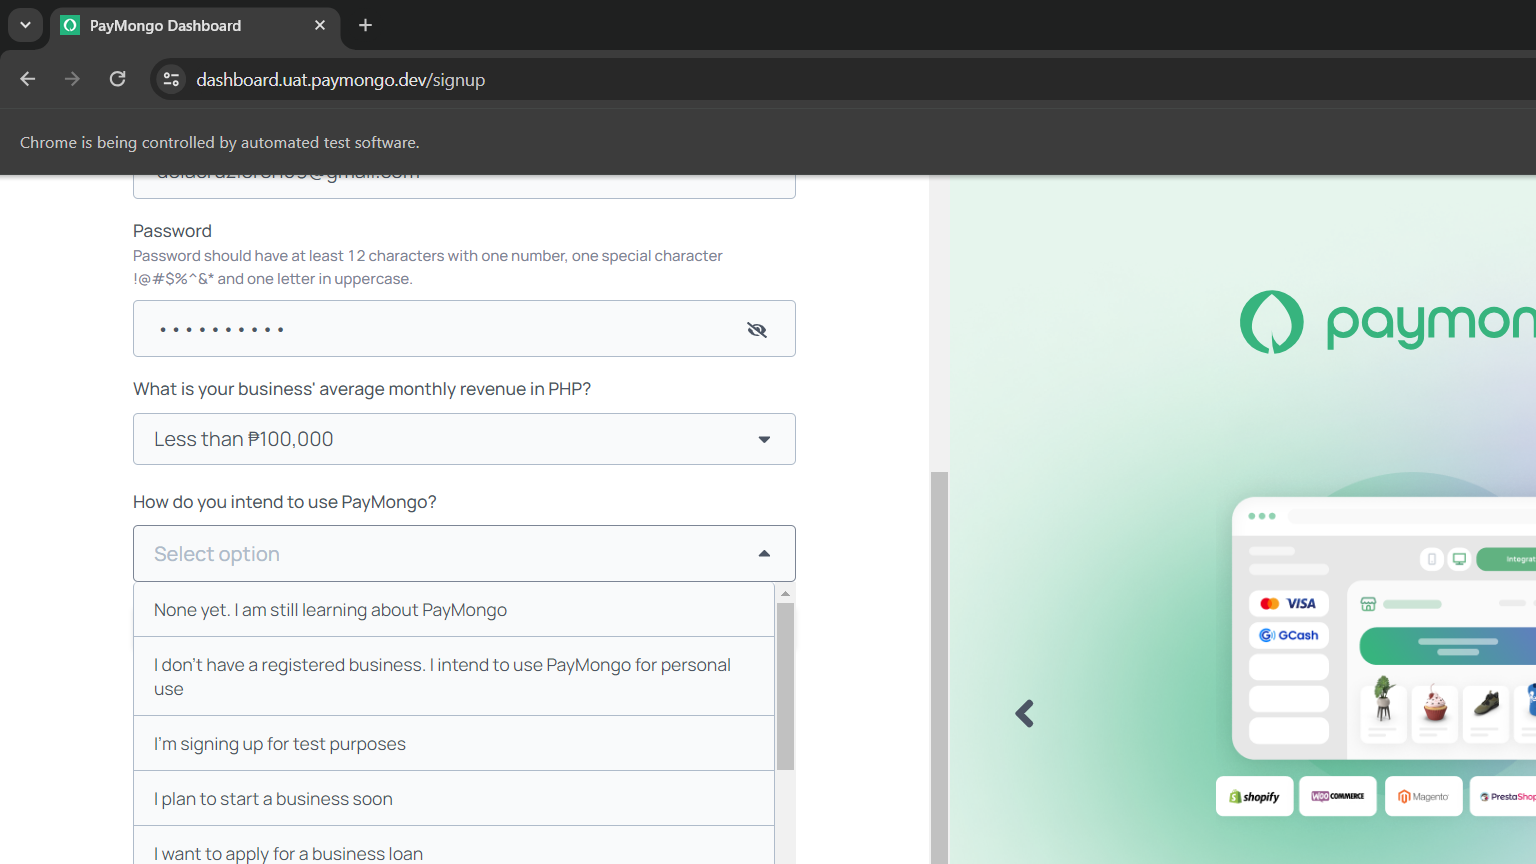 PayMongo Dashboard
dashboard.uat.paymongo.dev/signup
Chrome is being controlled by automated test software.
Password
Password should have at least 12 characters with one number, one special character
!@#$%^&* and one letter in uppercase.
What is your business' average monthly revenue in PHP?
Less than ₱100,000
How do you intend to use PayMongo?
Select option
None yet. I am still learning about PayMongo
I don't have a registered business. I intend to use PayMongo for personal
use
I'm signing up for test purposes
I plan to start a business soon
I want to apply for a business loan
paymon
Integrat
VISA
GCash
shopify
WOO COMMERCE
Magento
PrestaShop